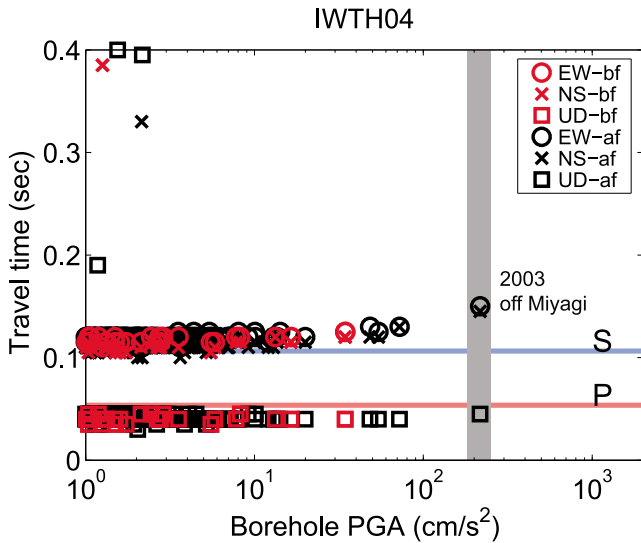 IWTH04
0.4
0.3
0.2
0.1
0
Travel time (sec)
EW−bf
NS−bf
UD−bf
EW−af
NS−af
UD−af
2003
off Miyagi
S
P
10^0
10^1
10^2
10^3
Borehole PGA (cm/s^2)